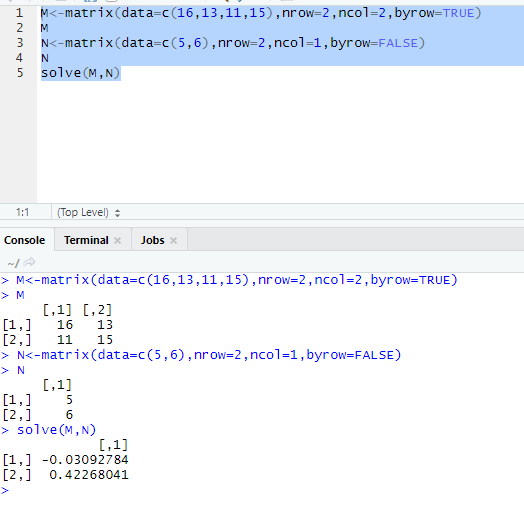 1 M<-matrix(data=c(16,13,11,15),nrow=2,ncol=2,byrow=TRUE)
2 M
3 N<-matrix(data=c(5,6),nrow=2,ncol=1,byrow=FALSE)
4 N
5 solve(M,N)
1:1 (Top Level)
Console Terminal × Jobs ×
~/
> M<-matrix(data=c(16,13,11,15),nrow=2,ncol=2,byrow=TRUE)
> M
     [,1] [,2]
[1,]   16   13
[2,]   11   15
> N<-matrix(data=c(5,6),nrow=2,ncol=1,byrow=FALSE)
> N
     [,1]
[1,]    5
[2,]    6
> solve(M,N)
            [,1]
[1,] -0.03092784
[2,]  0.42268041
>